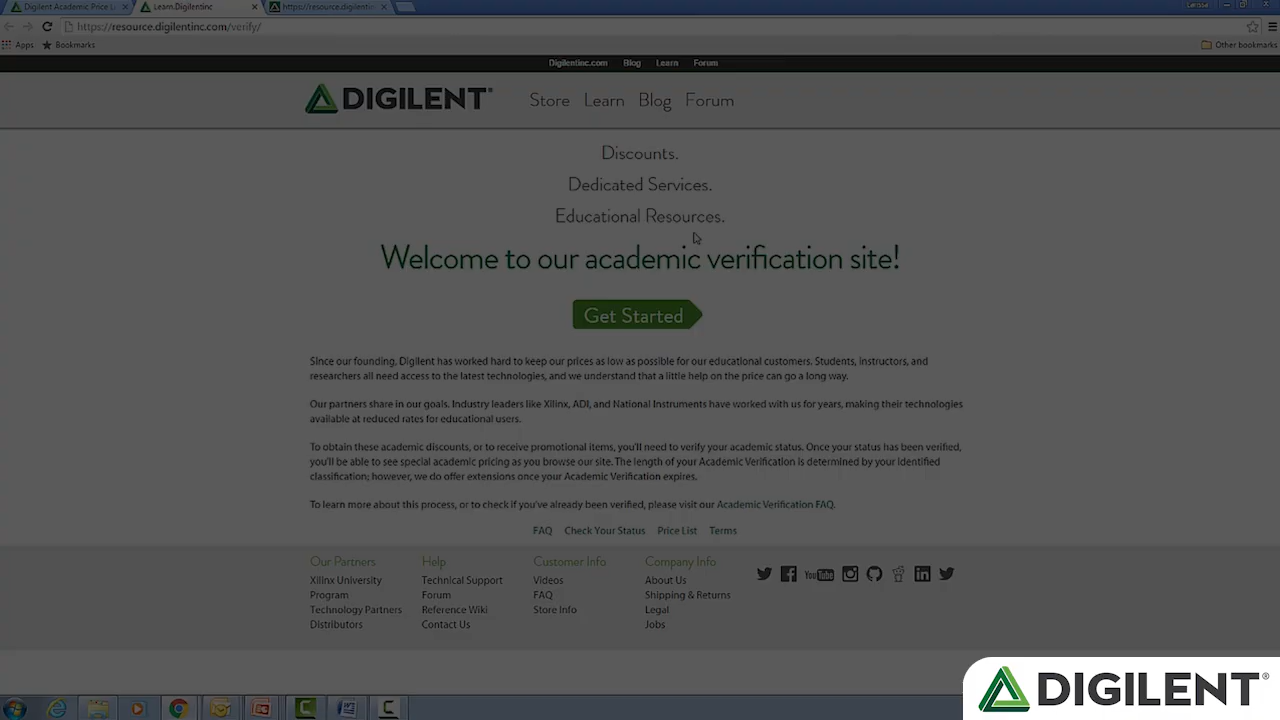 Digilent Academic Price L
Learn.Digilentinc
https://resource.digilentinc
Larissa
https://resource.digilentinc.com/verify/
Apps
Bookmarks
Other bookmarks
Digilentinc.com Blog Learn Forum
DIGILENT®
Store Learn Blog Forum
Discounts.
Dedicated Services.
Educational Resources.
Welcome to our academic verification site!
Get Started
Since our founding, Digilent has worked hard to keep our prices as low as possible for our educational customers. Students, instructors, and
researchers all need access to the latest technologies, and we understand that a little help on the price can go a long way.
Our partners share in our goals. Industry leaders like Xilinx, ADI, and National Instruments have worked with us for years, making their technologies
available at reduced rates for educational users.
To obtain these academic discounts, or to receive promotional items, you'll need to verify your academic status. Once your status has been verified,
you'll be able to see special academic pricing as you browse our site. The length of your Academic Verification is determined by your identified
classification; however, we do offer extensions once your Academic Verification expires.
To learn more about this process, or to check if you've already been verified, please visit our Academic Verification FAQ.
FAQ Check Your Status Price List Terms
Our Partners
Xilinx University
Program
Technology Partners
Distributors
Help
Technical Support
Forum
Reference Wiki
Contact Us
Customer Info
Videos
FAQ
Store Info
Company Info
About Us
Shipping & Returns
Legal
Jobs
YouTube
DIGILENT®